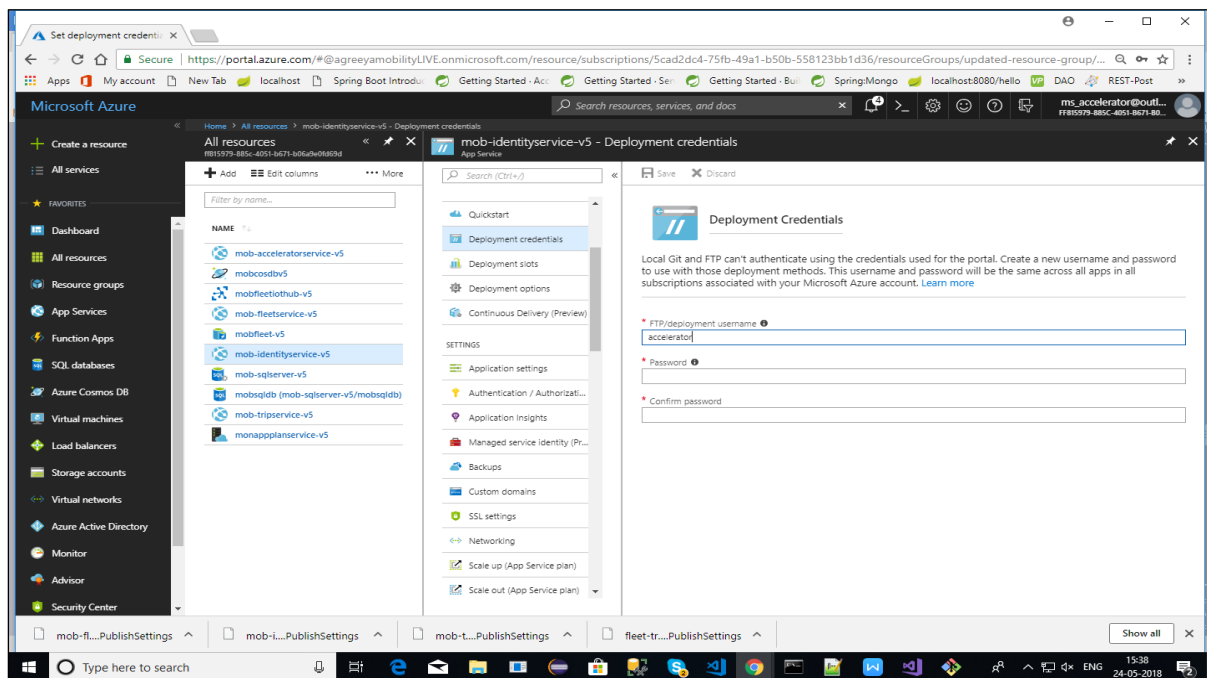 Set deployment credenti
Secure | https://portal.azure.com/#@agreeyamobilityLIVE.onmicrosoft.com/resource/subscriptions/5cad2dc4-75fb-49a1-b50b-558123bb1d36/resourceGroups/updated-resource-group/...
Apps My account New Tab localhost Spring Boot Introdu Getting Started · Acc Getting Started · Ser Getting Started · Bui Spring:Mongo localhost:8080/hello VP DAO REST-Post »
Microsoft Azure
Search resources, services, and docs
ms_accelerator@outl...
FF815979-885C-4051-B671-B0...
Create a resource
All services
FAVORITES
Dashboard
All resources
Resource groups
App Services
Function Apps
SQL databases
Azure Cosmos DB
Virtual machines
Load balancers
Storage accounts
Virtual networks
Azure Active Directory
Monitor
Advisor
Security Center
Home > All resources > mob-identityservice-v5 - Deployment credentials
All resources
ff815979-885c-4051-b671-b06a9e0fd69d
Add Edit columns ••• More
Filter by name...
NAME
mob-acceleratorservice-v5
mobcosdbv5
mobfleetiothub-v5
mob-fleetservice-v5
mobfleet-v5
mob-identityservice-v5
mob-sqlserver-v5
mobsqldb (mob-sqlserver-v5/mobsqldb)
mob-tripservice-v5
monappplanservice-v5
mob-identityservice-v5 - Deployment credentials
App Service
Search (Ctrl+/)
Quickstart
Deployment credentials
Deployment slots
Deployment options
Continuous Delivery (Preview)
SETTINGS
Application settings
Authentication / Authorizati...
Application Insights
Managed service identity (Pr...
Backups
Custom domains
SSL settings
Networking
Scale up (App Service plan)
Scale out (App Service plan)
Save Discard
Deployment Credentials
Local Git and FTP can't authenticate using the credentials used for the portal. Create a new username and password
to use with those deployment methods. This username and password will be the same across all apps in all
subscriptions associated with your Microsoft Azure account. Learn more
* FTP/deployment username
accelerator
* Password
* Confirm password
mob-fl....PublishSettings mob-i....PublishSettings mob-t....PublishSettings fleet-tr....PublishSettings Show all
Type here to search
ENG
15:38
24-05-2018